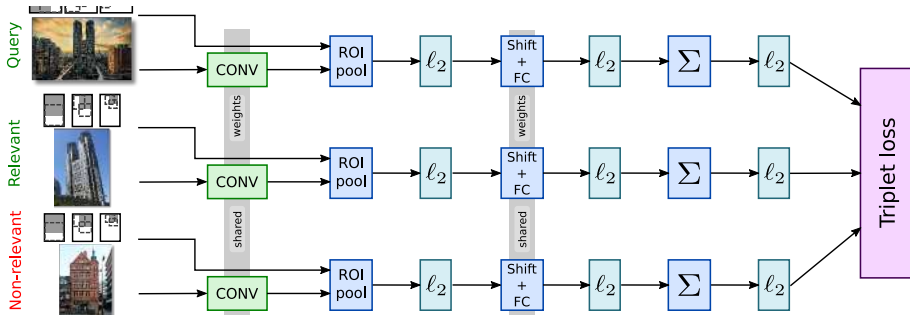 Query
CONV
ROI
pool
ℓ2
Shift
+
FC
ℓ2
Σ
ℓ2
weights
weights
Relevant
CONV
ROI
pool
ℓ2
Shift
+
FC
ℓ2
Σ
ℓ2
Triplet loss
shared
shared
Non-relevant
CONV
ROI
pool
ℓ2
Shift
+
FC
ℓ2
Σ
ℓ2